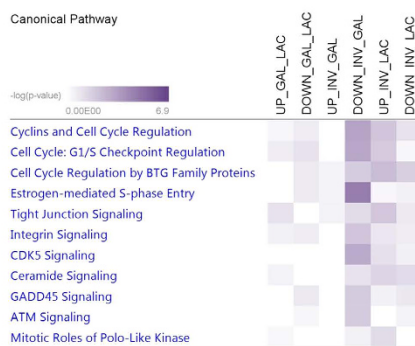 Canonical Pathway
UP_GAL_LAC
DOWN_GAL_LAC
UP_INV_GAL
DOWN_INV_GAL
UP_INV_LAC
DOWN_INV_LAC
-log(p-value)
0.00E00 6.9
Cyclins and Cell Cycle Regulation
Cell Cycle: G1/S Checkpoint Regulation
Cell Cycle Regulation by BTG Family Proteins
Estrogen-mediated S-phase Entry
Tight Junction Signaling
Integrin Signaling
CDK5 Signaling
Ceramide Signaling
GADD45 Signaling
ATM Signaling
Mitotic Roles of Polo-Like Kinase